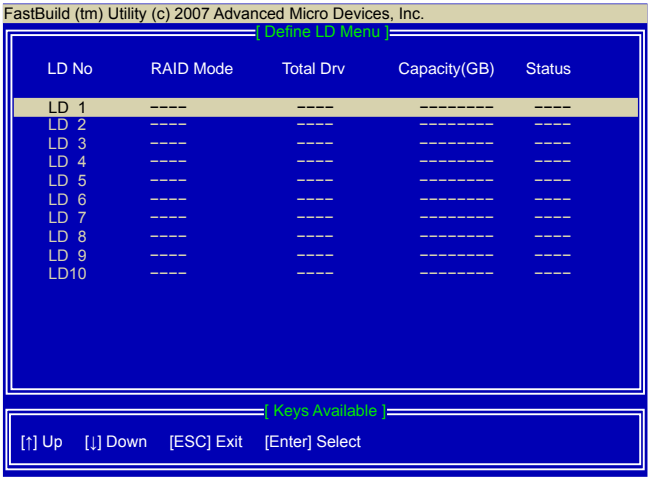 FastBuild (tm) Utility (c) 2007 Advanced Micro Devices, Inc.
[ Define LD Menu ]
LD No RAID Mode Total Drv Capacity(GB) Status
LD 1 ---- ---- -------- ----
LD 2 ---- ---- -------- ----
LD 3 ---- ---- -------- ----
LD 4 ---- ---- -------- ----
LD 5 ---- ---- -------- ----
LD 6 ---- ---- -------- ----
LD 7 ---- ---- -------- ----
LD 8 ---- ---- -------- ----
LD 9 ---- ---- -------- ----
LD10 ---- ---- -------- ----
[ Keys Available ]
[↑] Up [↓] Down [ESC] Exit [Enter] Select